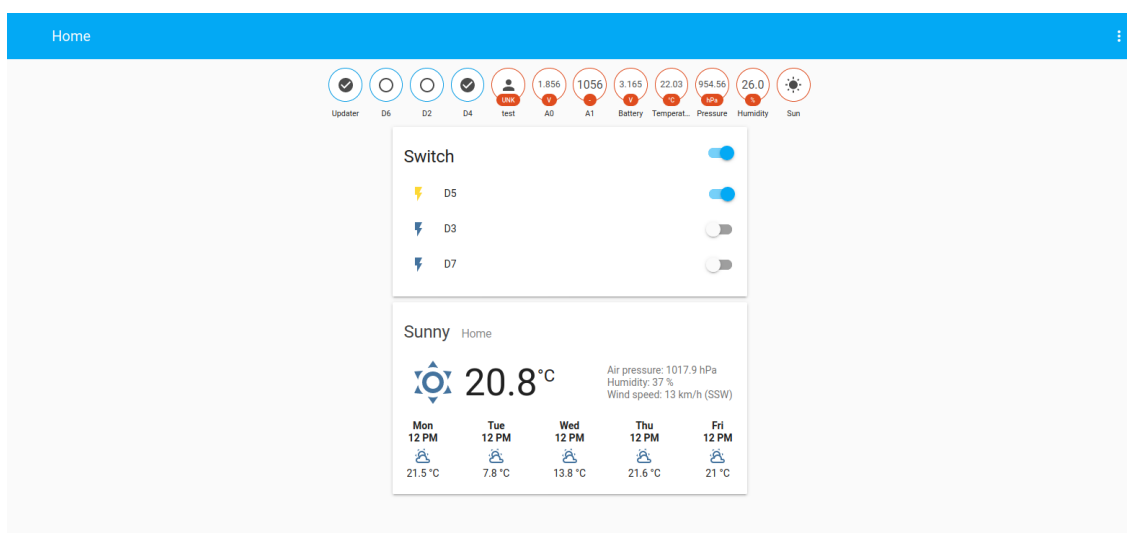 Home
1.856 1056 3.165 22.03 954.56 26.0
UNK V - V °C hPa %
Updater D6 D2 D4 test A0 A1 Battery Temperat... Pressure Humidity Sun
Switch
D5
D3
D7
Sunny Home
20.8°C
Air pressure: 1017.9 hPa
Humidity: 37 %
Wind speed: 13 km/h (SSW)
Mon Tue Wed Thu Fri
12 PM 12 PM 12 PM 12 PM 12 PM
21.5 °C 7.8 °C 13.8 °C 21.6 °C 21 °C